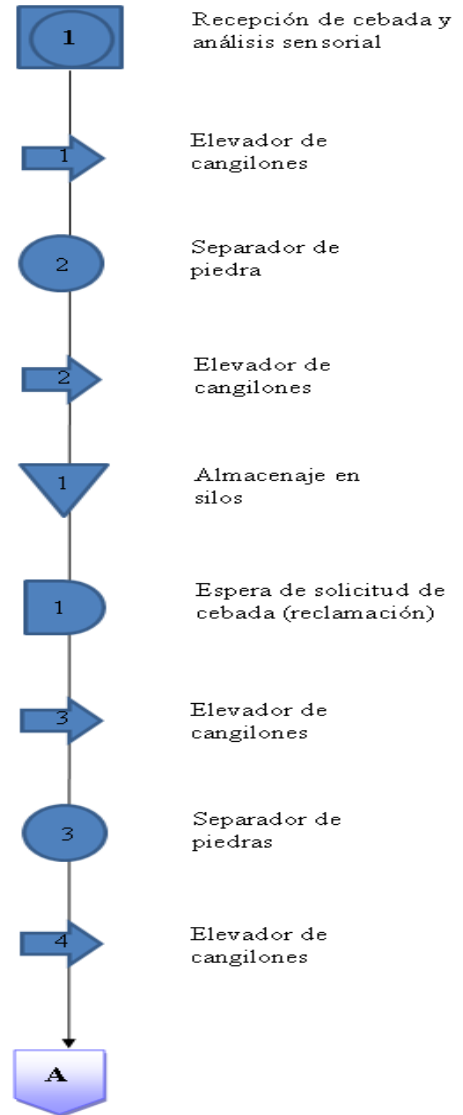 1
Recepción de cebada y
análisis sensorial
1
Elevador de
cangilones
2
Separador de
piedra
2
Elevador de
cangilones
1
Almacenaje en
silos
1
Espera de solicitud de
cebada (reclamación)
3
Elevador de
cangilones
3
Separador de
piedras
4
Elevador de
cangilones
A